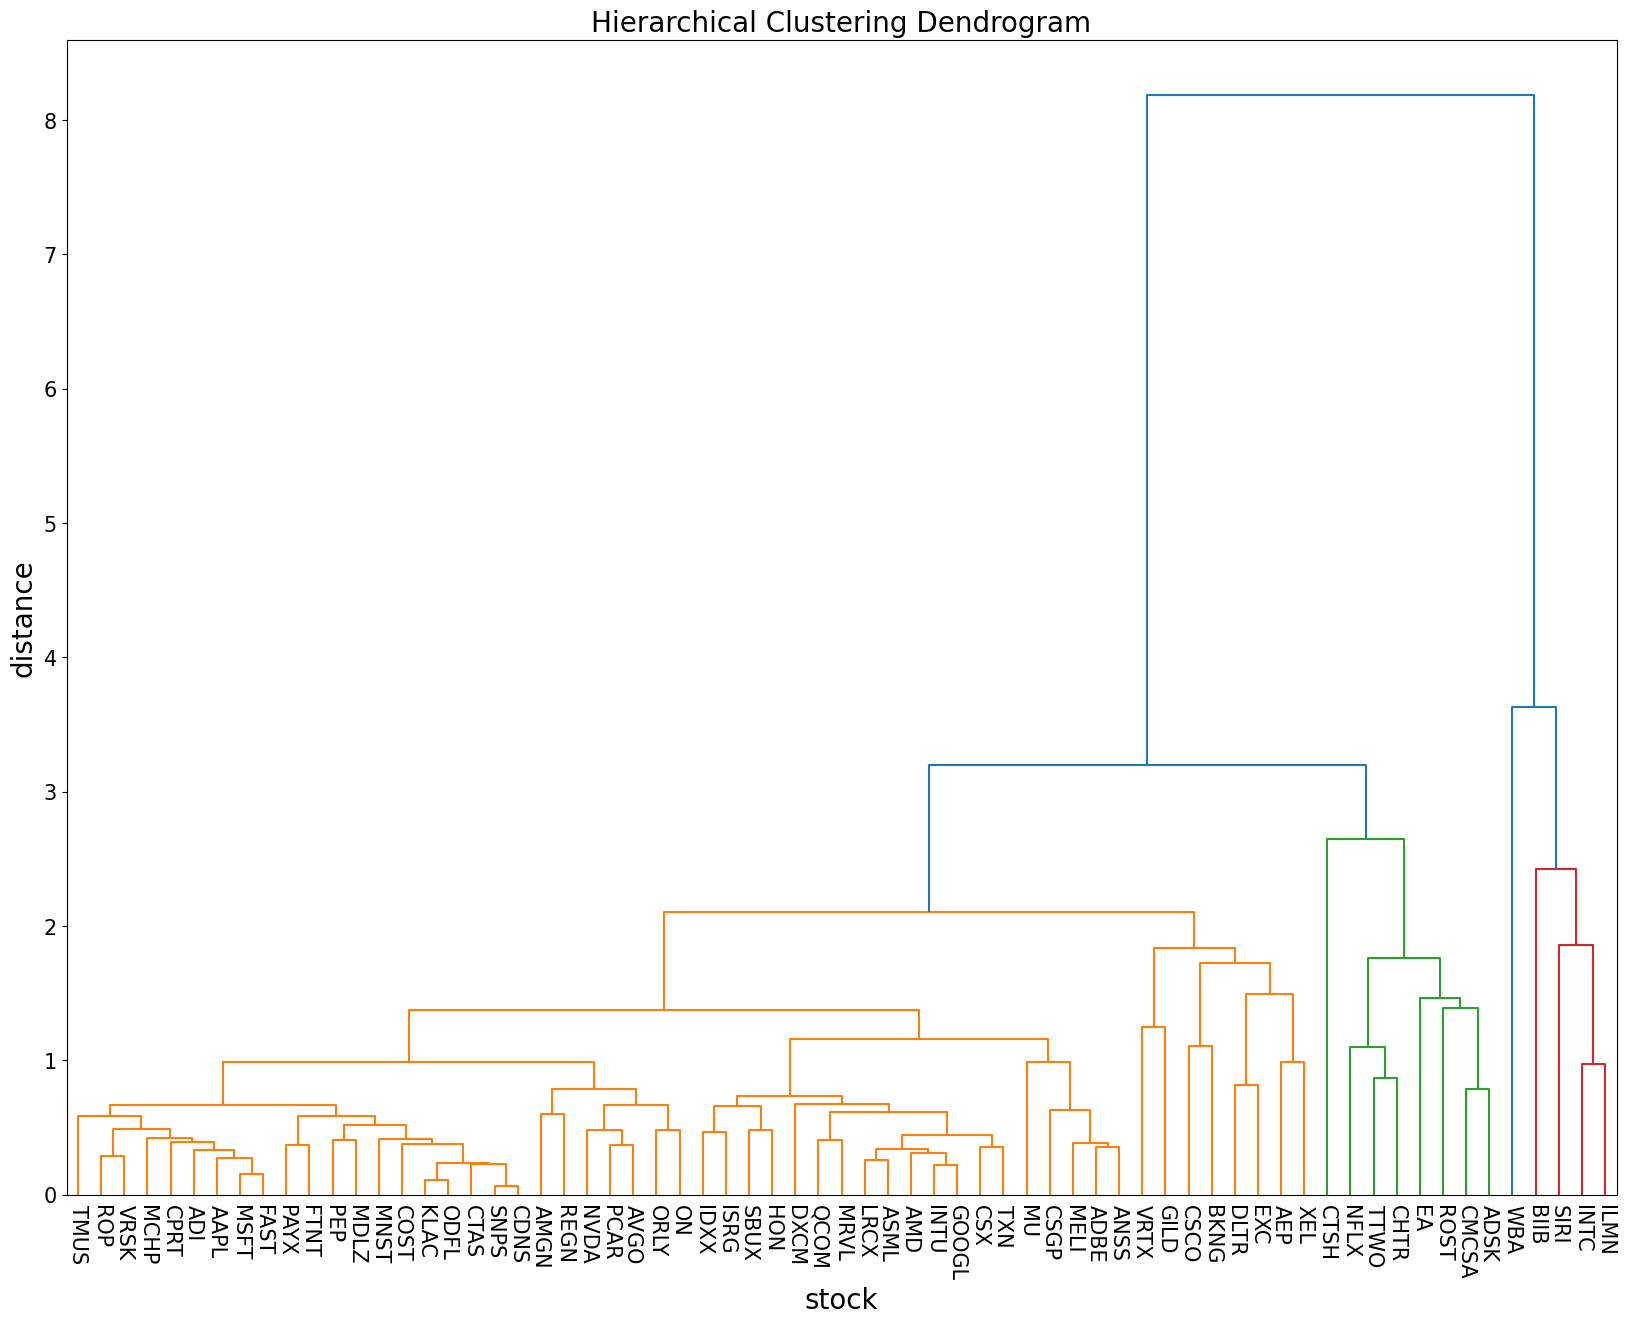 Hierarchical Clustering Dendrogram
8
7
6
5
4
3
2
1
0
distance
TMUS
ROP
VRSK
MCHP
CPRT
ADI
AAPL
MSFT
FAST
PAYX
FTNT
PEP
MDLZ
MNST
COST
KLAC
ODFL
CTAS
SNPS
CDNS
AMGN
REGN
NVDA
PCAR
AVGO
ORLY
ON
IDXX
ISRG
SBUX
HON
DXCM
QCOM
MRVL
LRCX
ASML
AMD
INTU
GOOGL
CSX
TXN
MU
CSGP
MELI
ADBE
ANSS
VRTX
GILD
CSCO
BKNG
DLTR
EXC
AEP
XEL
CTSH
NFLX
TTWO
CHTR
EA
ROST
CMCSA
ADSK
WBA
BIIB
SIRI
INTC
ILMN
stock